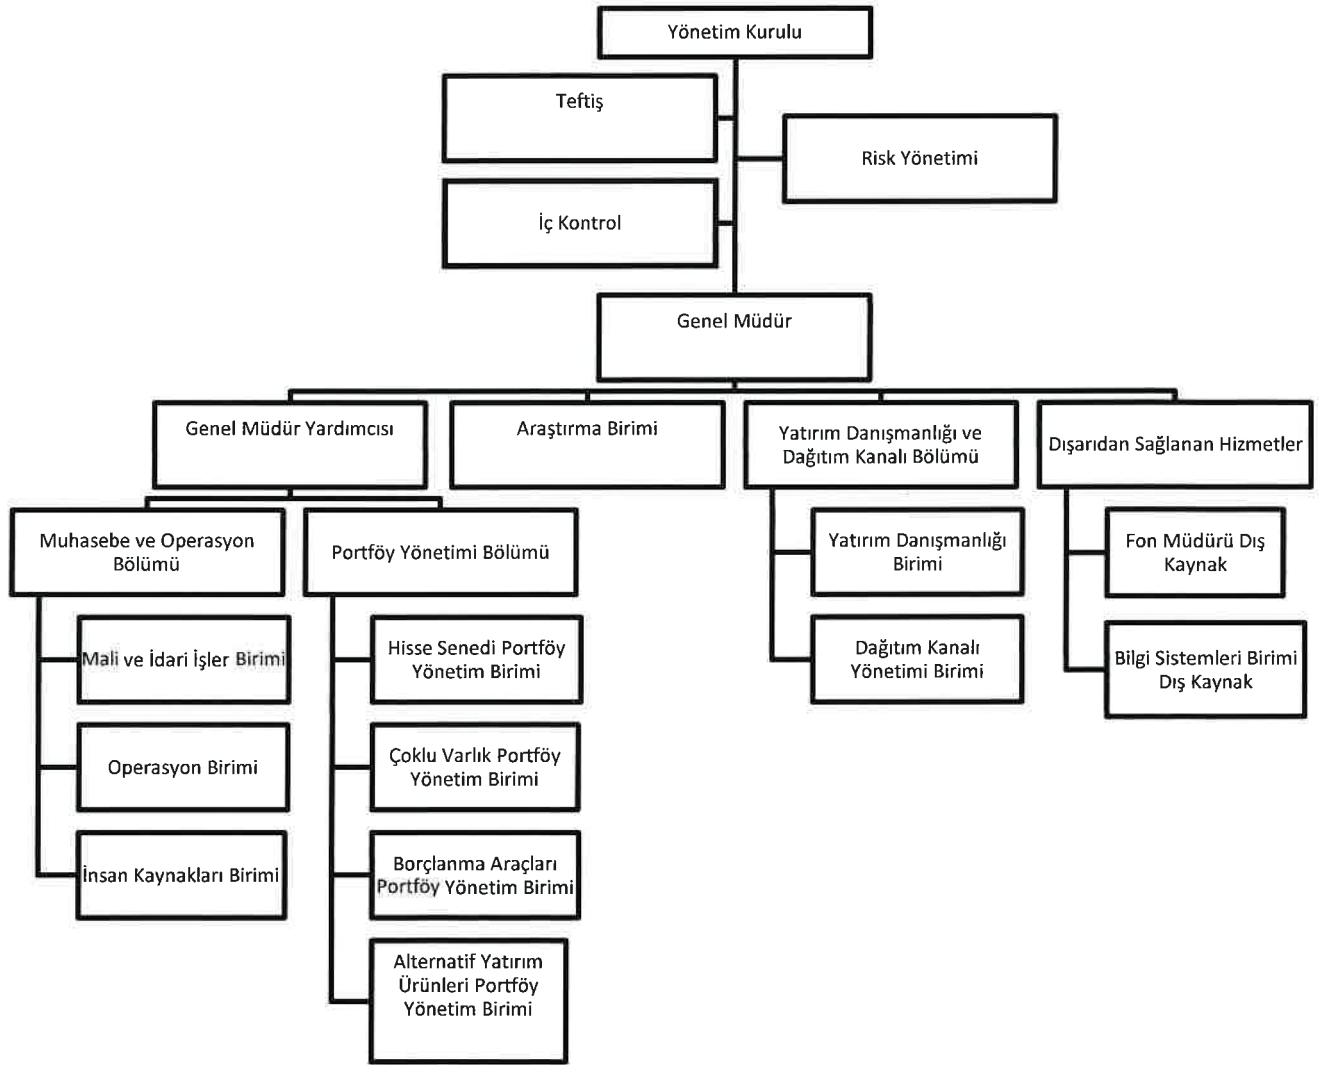 Yönetim Kurulu
Teftiş
Risk Yönetimi
İç Kontrol
Genel Müdür
Genel Müdür Yardımcısı
Araştırma Birimi
Yatırım Danışmanlığı ve
Dağıtım Kanalı Bölümü
Dışarıdan Sağlanan Hizmetler
Muhasebe ve Operasyon
Bölümü
Mali ve İdari İşler Birimi
Operasyon Birimi
İnsan Kaynakları Birimi
Portföy Yönetimi Bölümü
Hisse Senedi Portföy
Yönetim Birimi
Çoklu Varlık Portföy
Yönetim Birimi
Borçlanma Araçları
Portföy Yönetim Birimi
Alternatif Yatırım
Ürünleri Portföy
Yönetim Birimi
Yatırım Danışmanlığı
Birimi
Dağıtım Kanalı
Yönetimi Birimi
Fon Müdürü Dış
Kaynak
Bilgi Sistemleri Birimi
Dış Kaynak